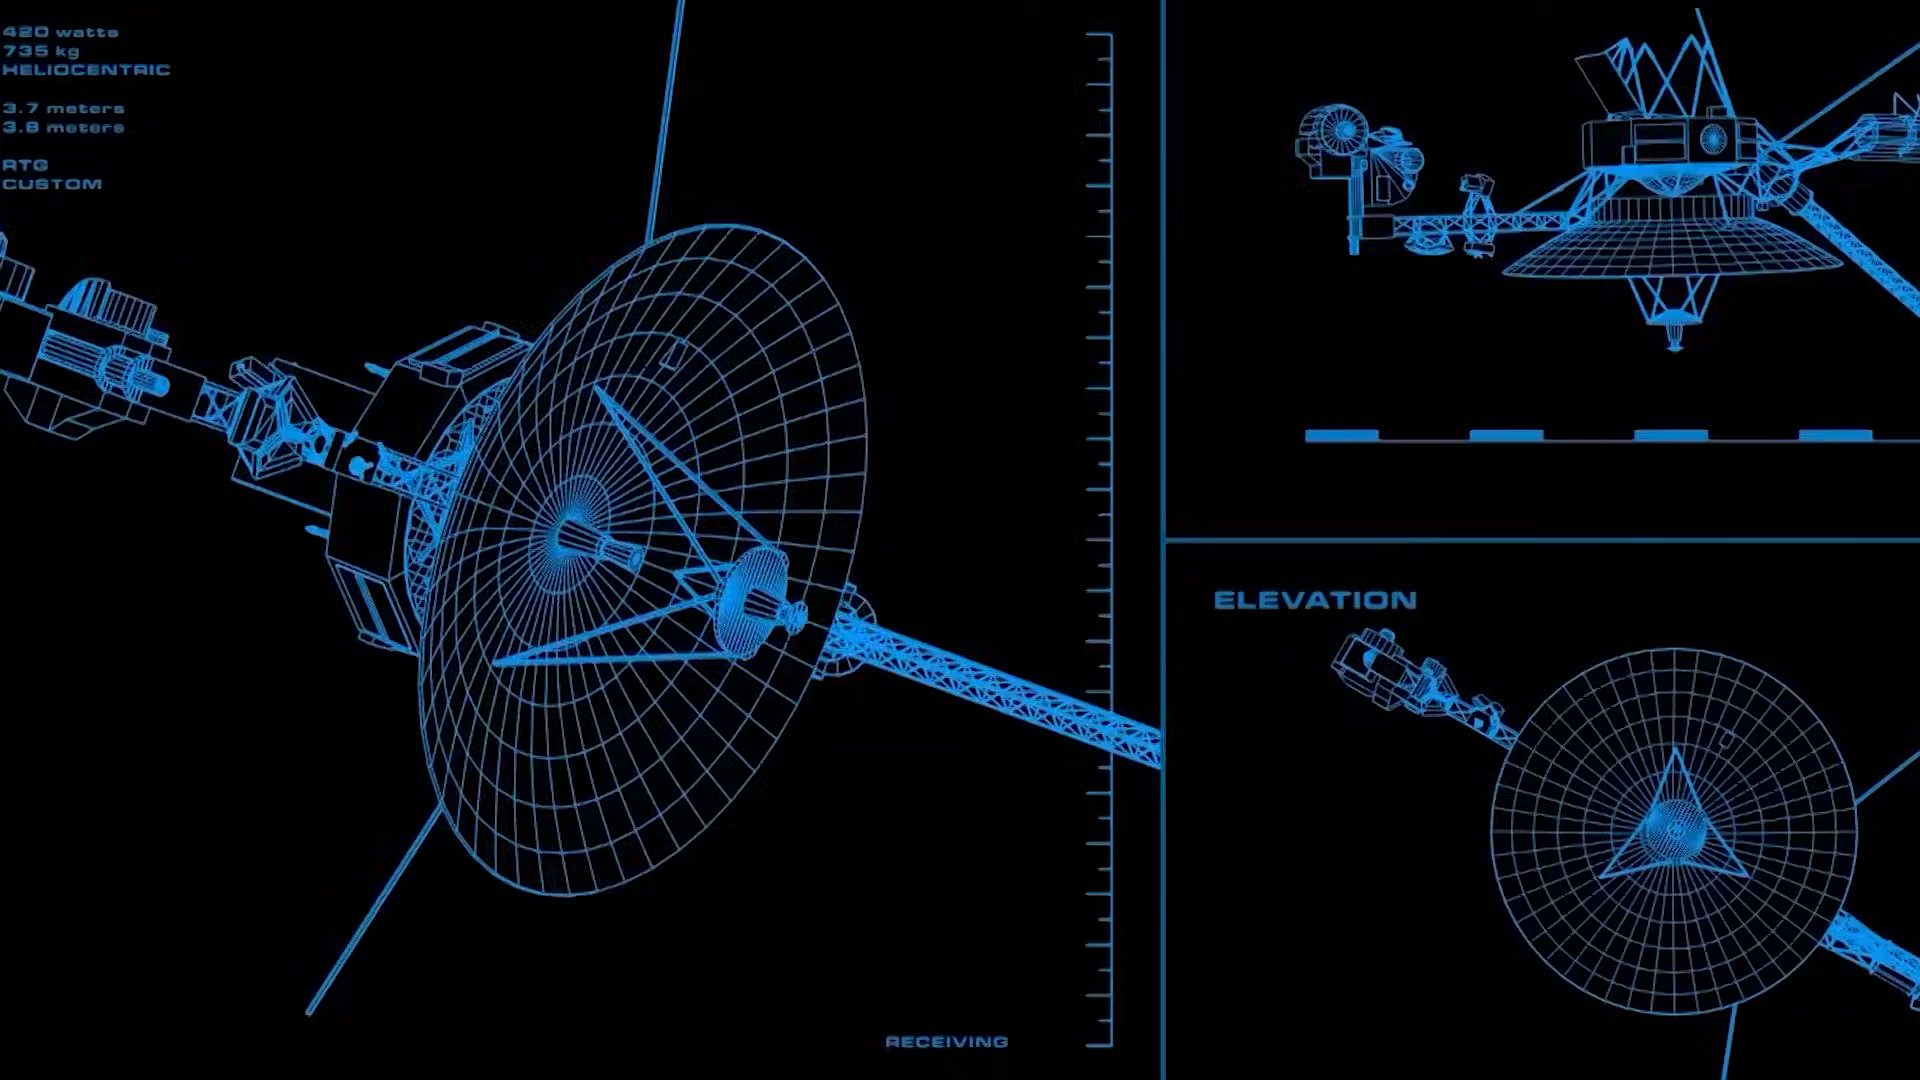 420 watts
735 kg
HELIOCENTRIC
3.7 meters
3.8 meters
RTG
CUSTOM
ELEVATION
RECEIVING